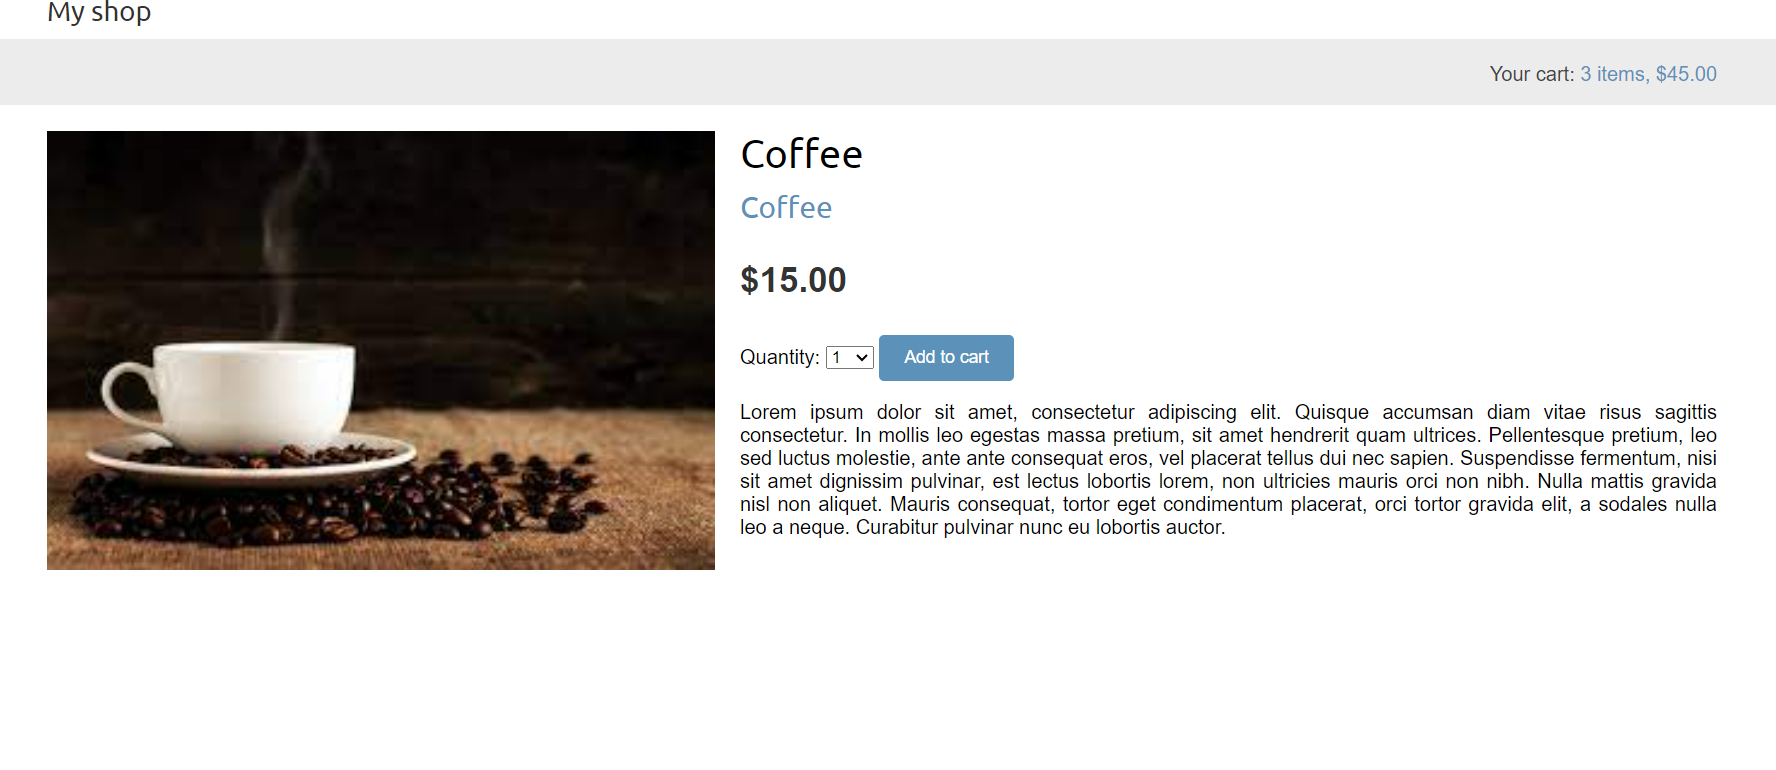 My shop
Your cart: 3 items, $45.00
Coffee
Coffee
$15.00
Quantity: 1 Add to cart
Lorem ipsum dolor sit amet, consectetur adipiscing elit. Quisque accumsan diam vitae risus sagittis
consectetur. In mollis leo egestas massa pretium, sit amet hendrerit quam ultrices. Pellentesque pretium, leo
sed luctus molestie, ante ante consequat eros, vel placerat tellus dui nec sapien. Suspendisse fermentum, nisi
sit amet dignissim pulvinar, est lectus lobortis lorem, non ultricies mauris orci non nibh. Nulla mattis gravida
nisl non aliquet. Mauris consequat, tortor eget condimentum placerat, orci tortor gravida elit, a sodales nulla
leo a neque. Curabitur pulvinar nunc eu lobortis auctor.